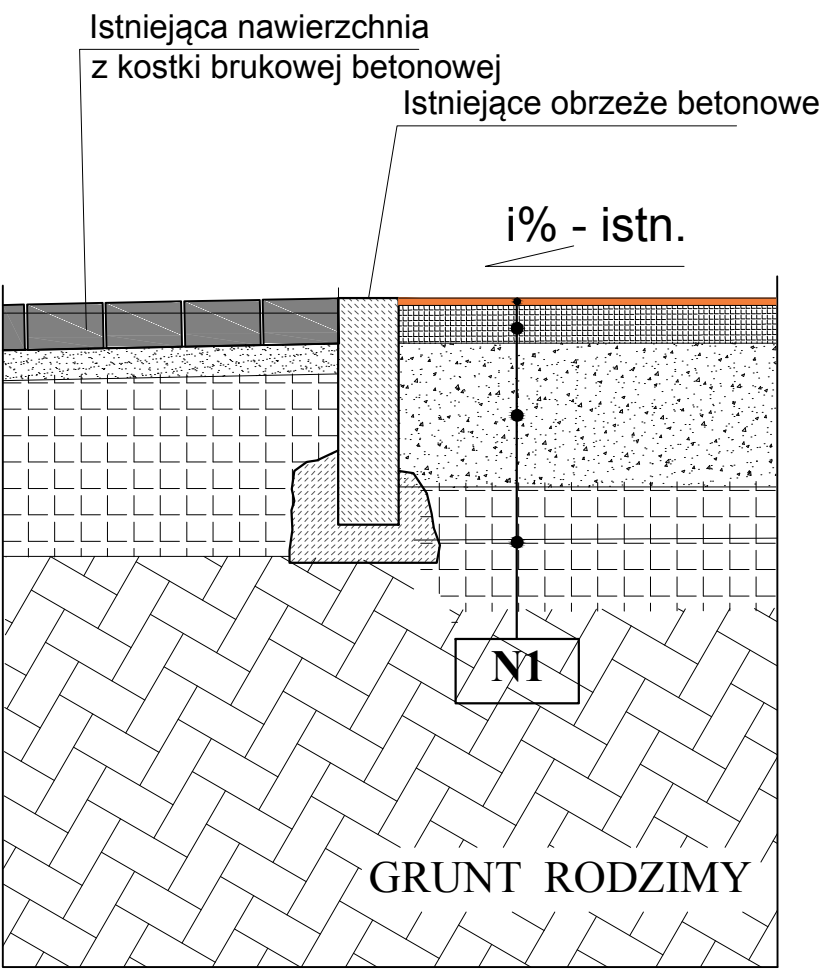 Istniejąca nawierzchnia
z kostki brukowej betonowej
Istniejące obrzeże betonowe
i% - istn.
N1
GRUNT RODZIMY